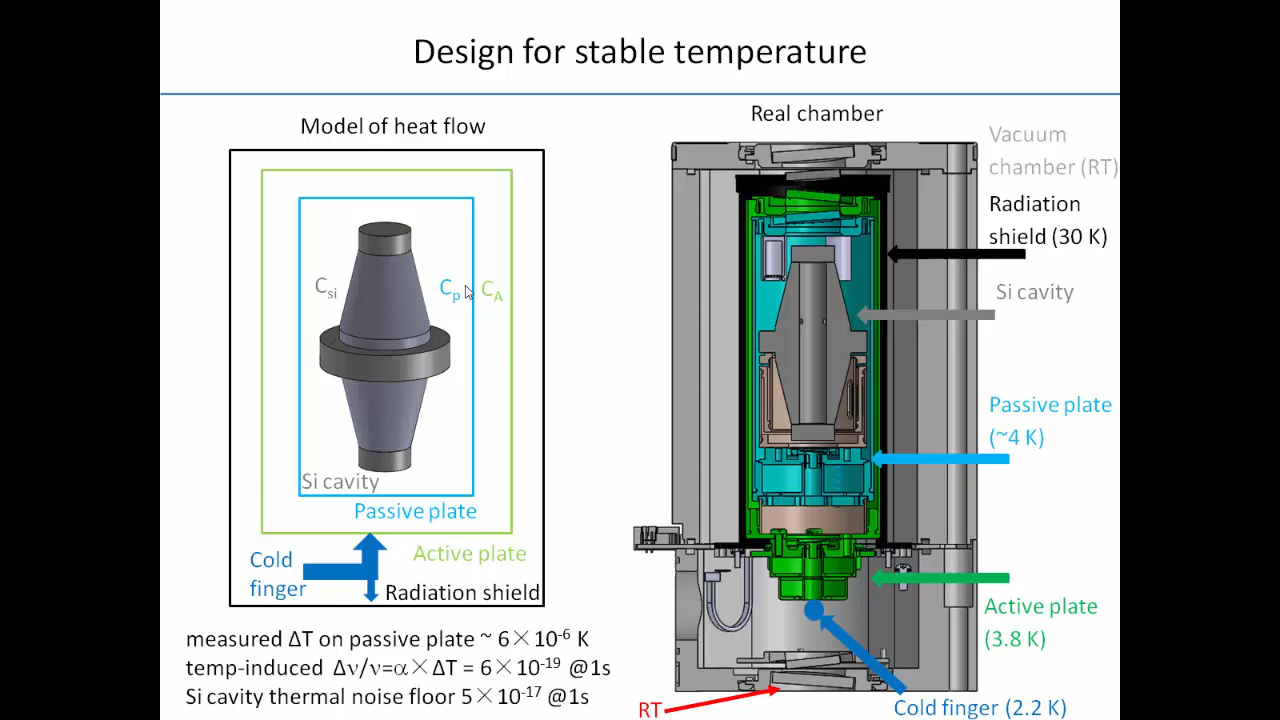 Design for stable temperature
Model of heat flow
C_si
C_p
C_A
Si cavity
Passive plate
Cold
finger
Active plate
Radiation shield
measured ΔT on passive plate ~ 6×10⁻⁶ K
temp-induced Δν/ν=α×ΔT = 6×10⁻¹⁹ @1s
Si cavity thermal noise floor 5×10⁻¹⁷ @1s
Real chamber
Vacuum
chamber (RT)
Radiation
shield (30 K)
Si cavity
Passive plate
(~4 K)
Active plate
(3.8 K)
Cold finger (2.2 K)
RT